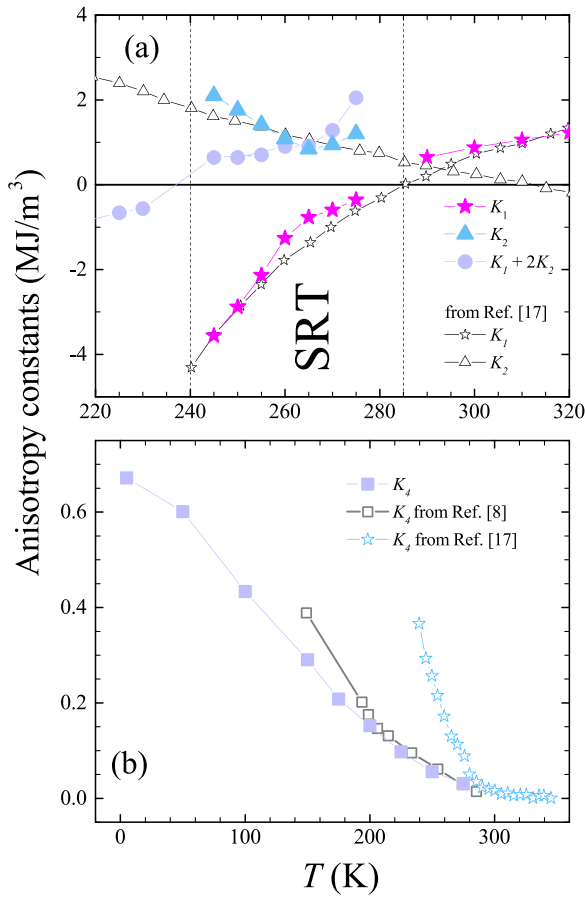 (a)
4
2
0
-2
-4
220
240
260
280
300
320
SRT
K1
K2
K1 + 2K2
from Ref. [17]
K1
K2
Anisotropy constants (MJ/m³)
K4
K4 from Ref. [8]
K4 from Ref. [17]
0.6
0.4
0.2
0.0
(b)
0
100
200
300
T (K)